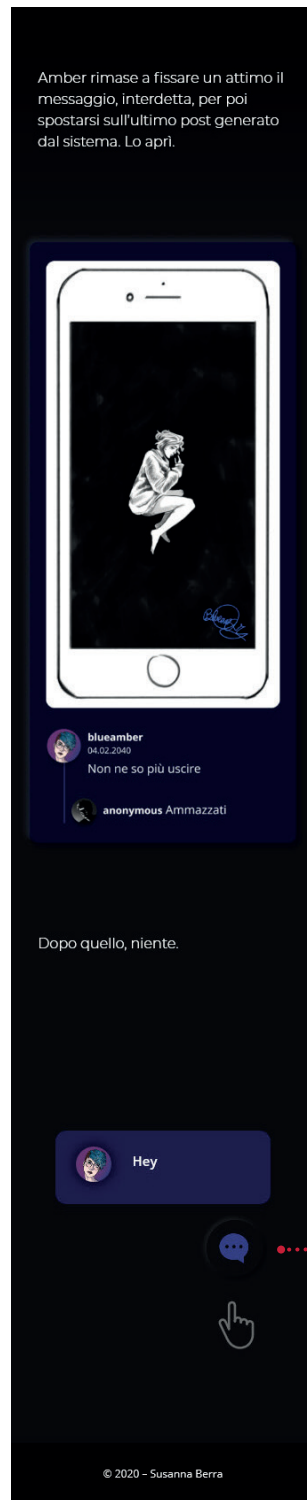 Amber rimase a fissare un attimo il
messaggio, interdetta, per poi
spostarsi sull'ultimo post generato
dal sistema. Lo aprì.
blueamber
04.02.2040
Non ne so più uscire
anonymous Ammazzati
Dopo quello, niente.
Hey
© 2020 – Susanna Berra